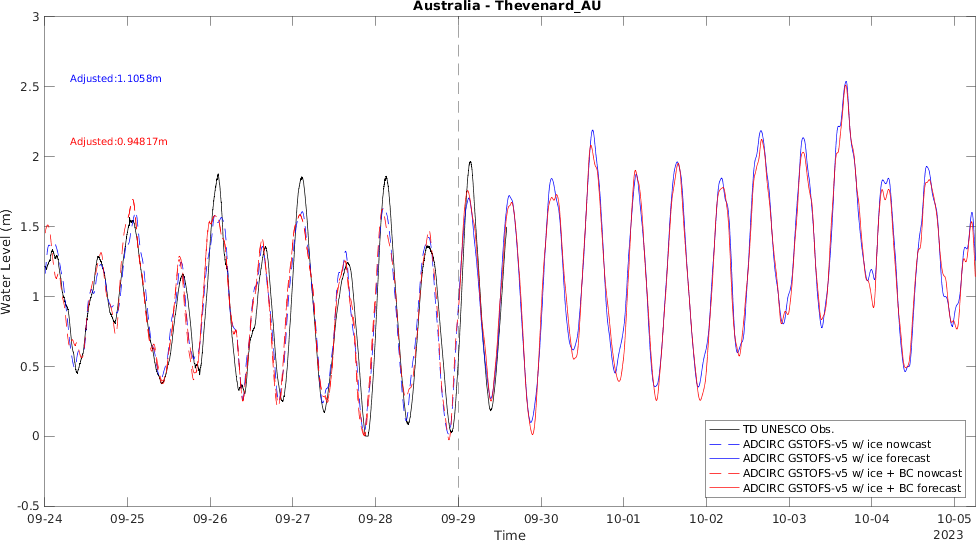 Australia - Thevenard_AU
3
2.5
2
1.5
1
0.5
0
-0.5
Water Level (m)
Adjusted:1.1058m
Adjusted:0.94817m
TD UNESCO Obs.
ADCIRC GSTOFS-v5 w/ ice nowcast
ADCIRC GSTOFS-v5 w/ ice forecast
ADCIRC GSTOFS-v5 w/ ice + BC nowcast
ADCIRC GSTOFS-v5 w/ ice + BC forecast
09-24 09-25 09-26 09-27 09-28 09-29 09-30 10-01 10-02 10-03 10-04 10-05
Time
2023